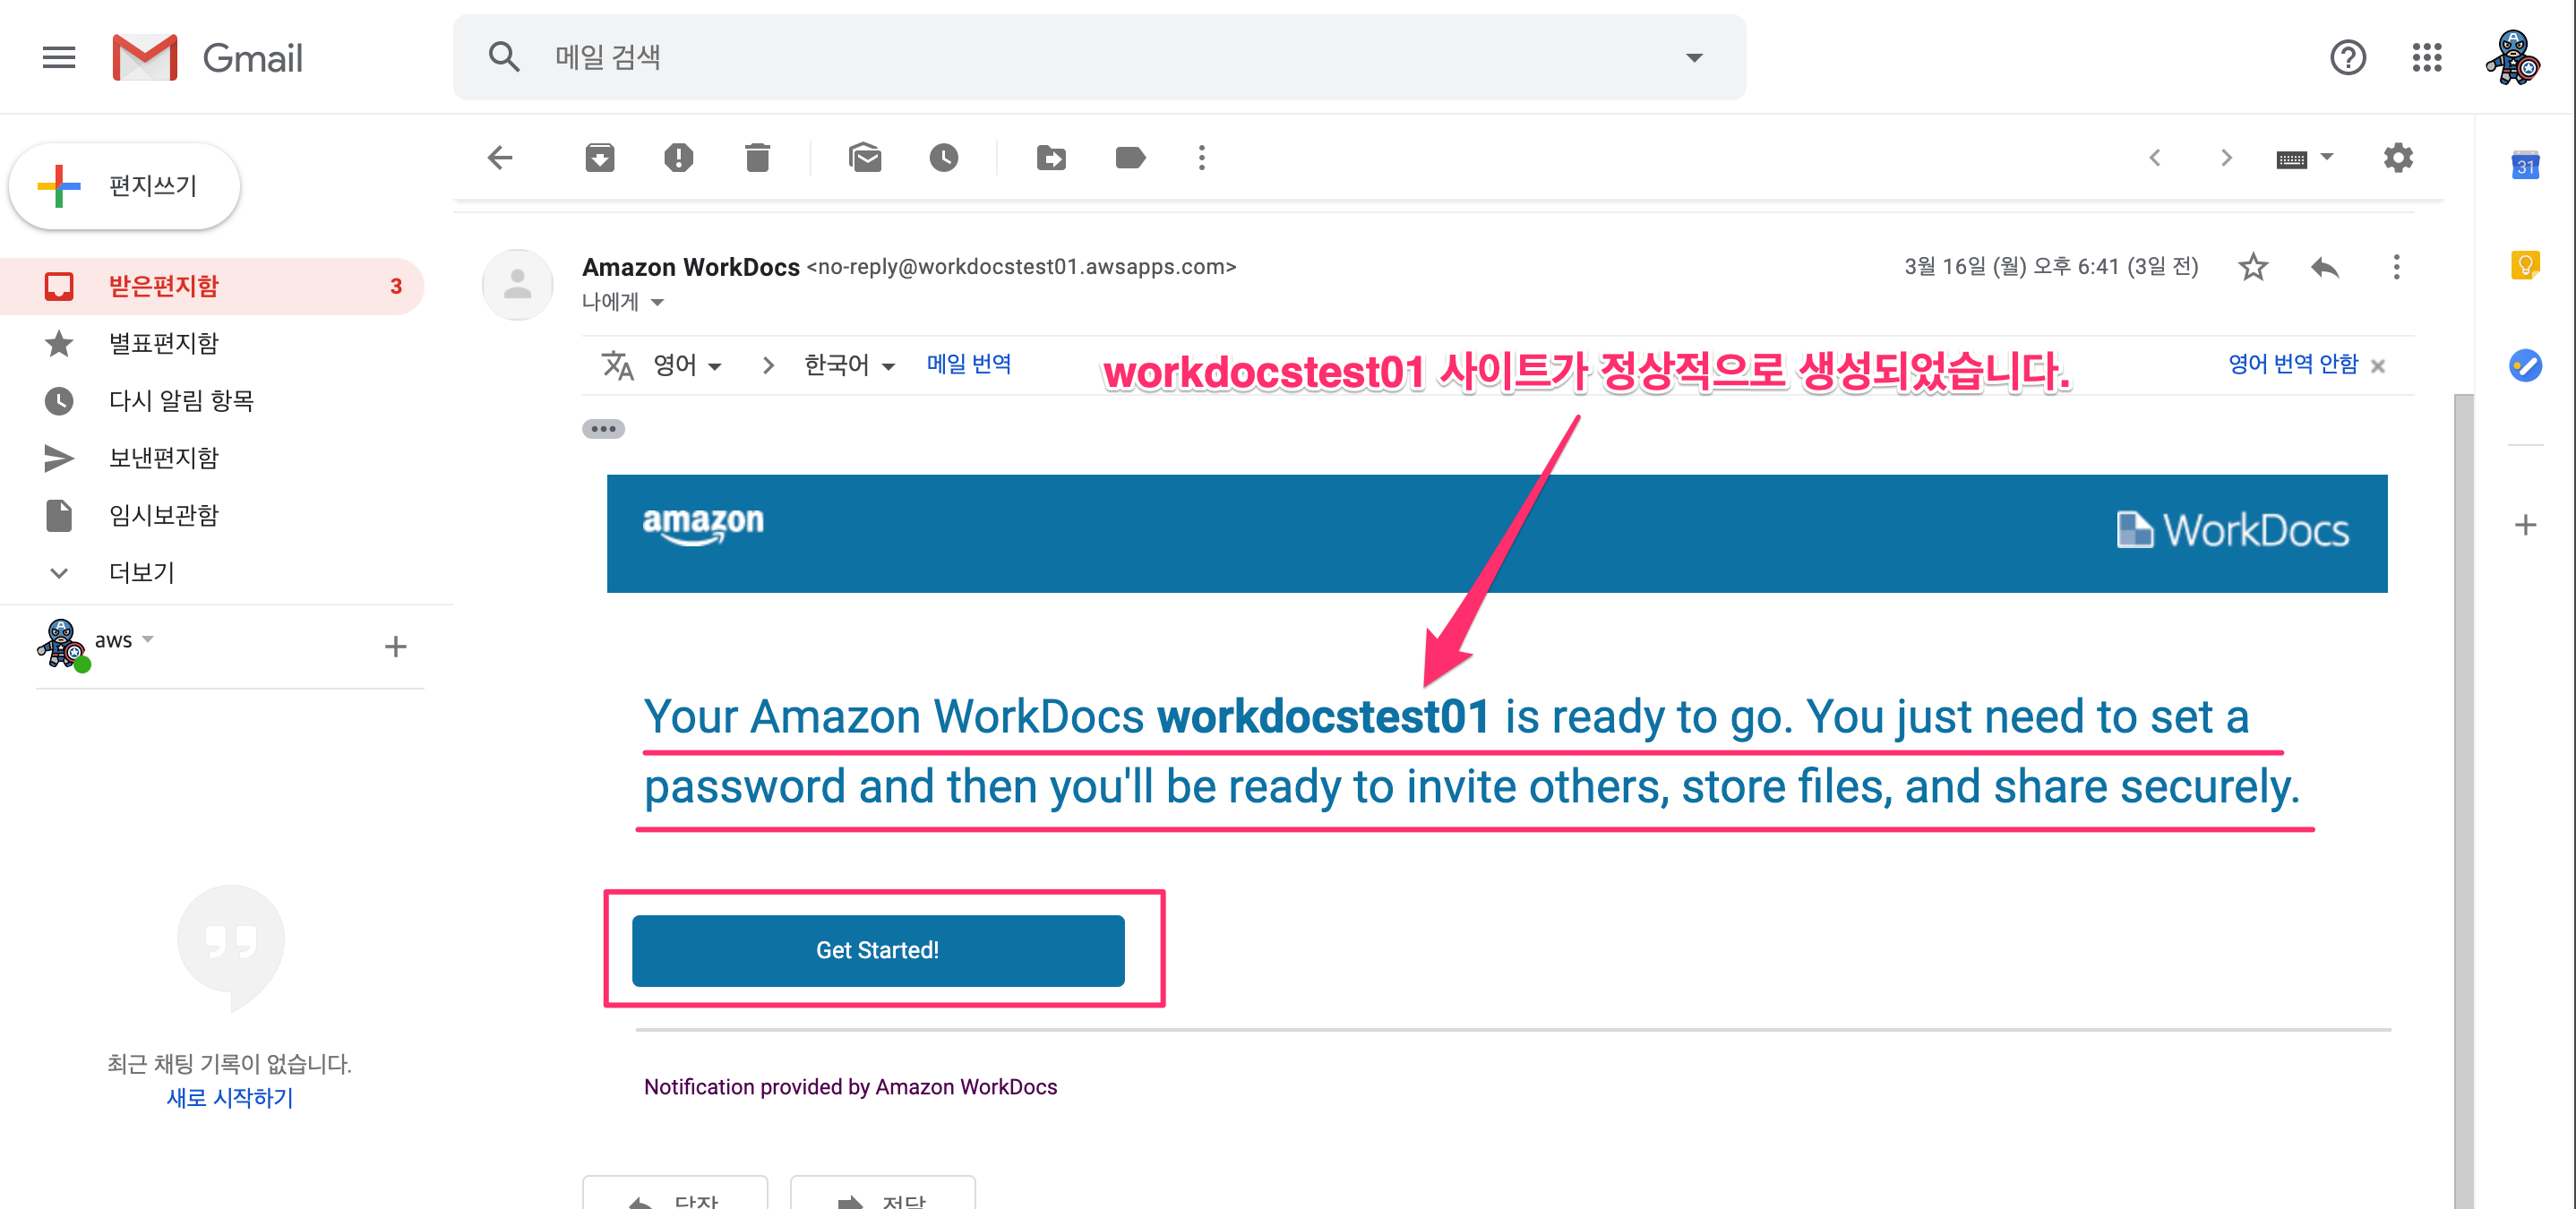 Gmail
메일 검색
편지쓰기
받은편지함 3
별표편지함
다시 알림 항목
보낸편지함
임시보관함
더보기
aws
최근 채팅 기록이 없습니다.
새로 시작하기
Amazon WorkDocs <no-reply@workdocstest01.awsapps.com>
3월 16일 (월) 오후 6:41 (3일 전)
나에게
영어 한국어 메일 번역
영어 번역 안함
workdocstest01 사이트가 정상적으로 생성되었습니다.
amazon
WorkDocs
Your Amazon WorkDocs workdocstest01 is ready to go. You just need to set a
password and then you'll be ready to invite others, store files, and share securely.
Get Started!
Notification provided by Amazon WorkDocs
답장 전달
31